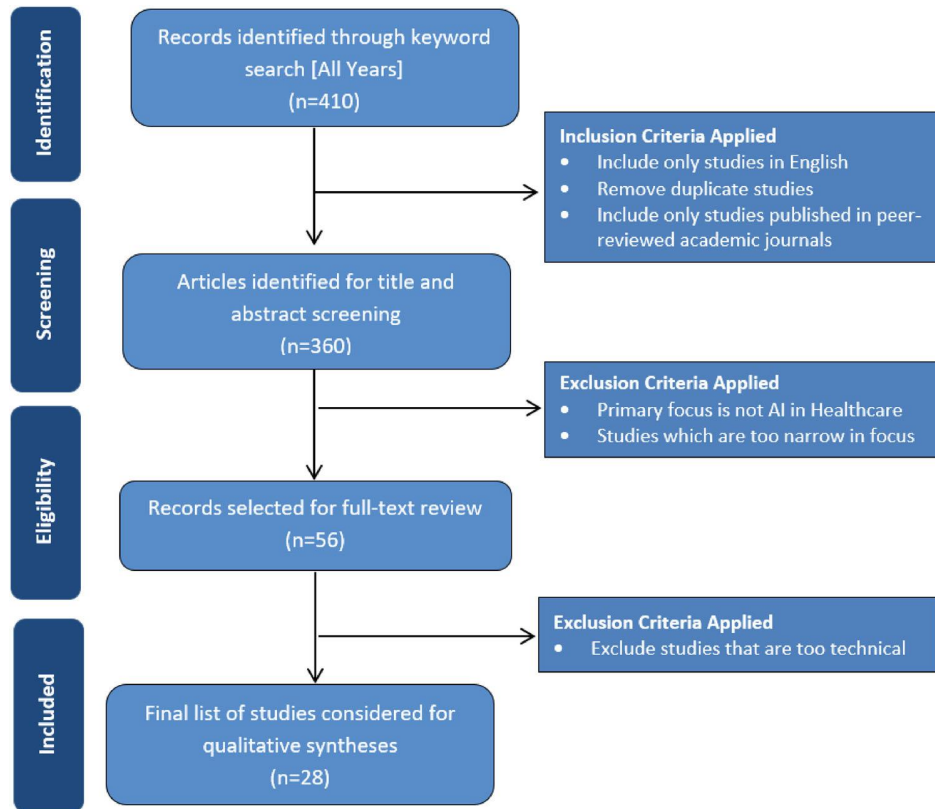 Identification
Records identified through keyword
search [All Years]
(n=410)
Inclusion Criteria Applied
• Include only studies in English
• Remove duplicate studies
• Include only studies published in peer-
reviewed academic journals
Screening
Articles identified for title and
abstract screening
(n=360)
Exclusion Criteria Applied
• Primary focus is not AI in Healthcare
• Studies which are too narrow in focus
Eligibility
Records selected for full-text review
(n=56)
Exclusion Criteria Applied
• Exclude studies that are too technical
Included
Final list of studies considered for
qualitative syntheses
(n=28)